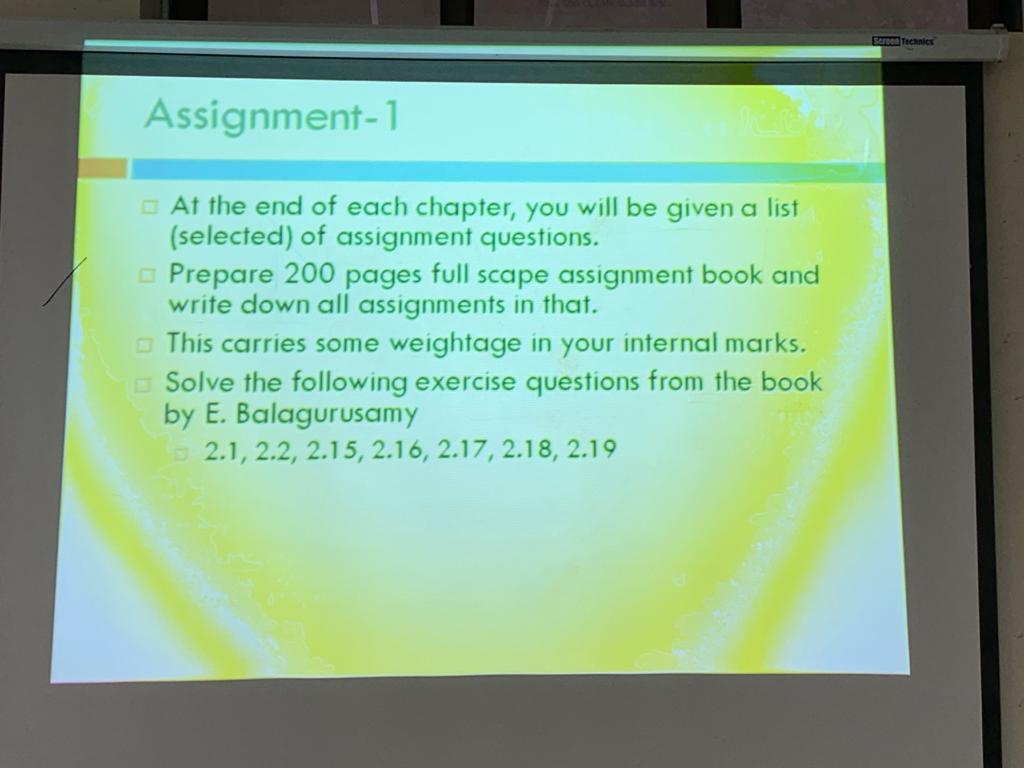 Screen Technics
Assignment-1
At the end of each chapter, you will be given a list
(selected) of assignment questions.
Prepare 200 pages full scape assignment book and
write down all assignments in that.
This carries some weightage in your internal marks.
Solve the following exercise questions from the book
by E. Balagurusamy
2.1, 2.2, 2.15, 2.16, 2.17, 2.18, 2.19